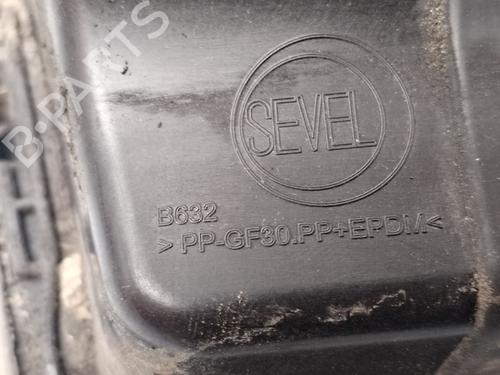 B-PARTS
SEVEL
B632
> PP-GF30.PP+EPDM<